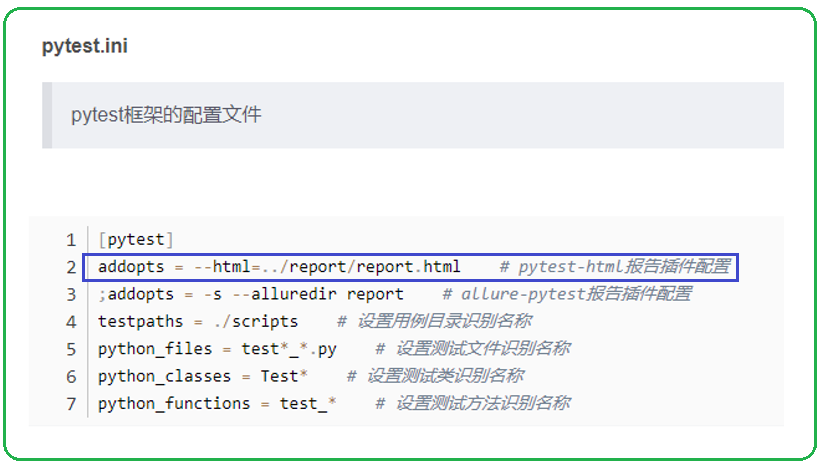 pytest.ini
pytest框架的配置文件
1 [pytest]
2 addopts = --html=../report/report.html    # pytest-html报告插件配置
3 ;addopts = -s --alluredir report    # allure-pytest报告插件配置
4 testpaths = ./scripts    # 设置用例目录识别名称
5 python_files = test*_*.py    # 设置测试文件识别名称
6 python_classes = Test*    # 设置测试类识别名称
7 python_functions = test_*    # 设置测试方法识别名称